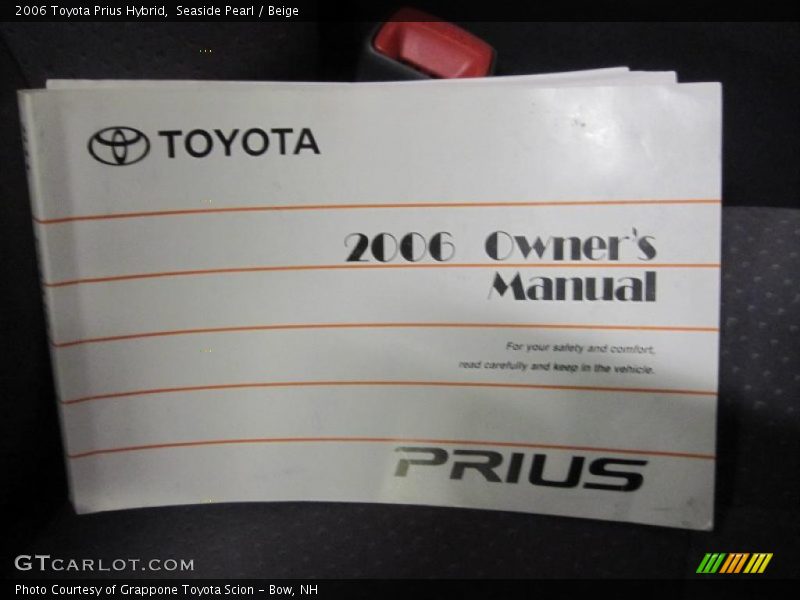 2006 Toyota Prius Hybrid, Seaside Pearl / Beige
TOYOTA
2006 Owner's
Manual
For your safety and comfort,
read carefully and keep in the vehicle.
PRIUS
GTCARLOT.COM
Photo Courtesy of Grappone Toyota Scion - Bow, NH